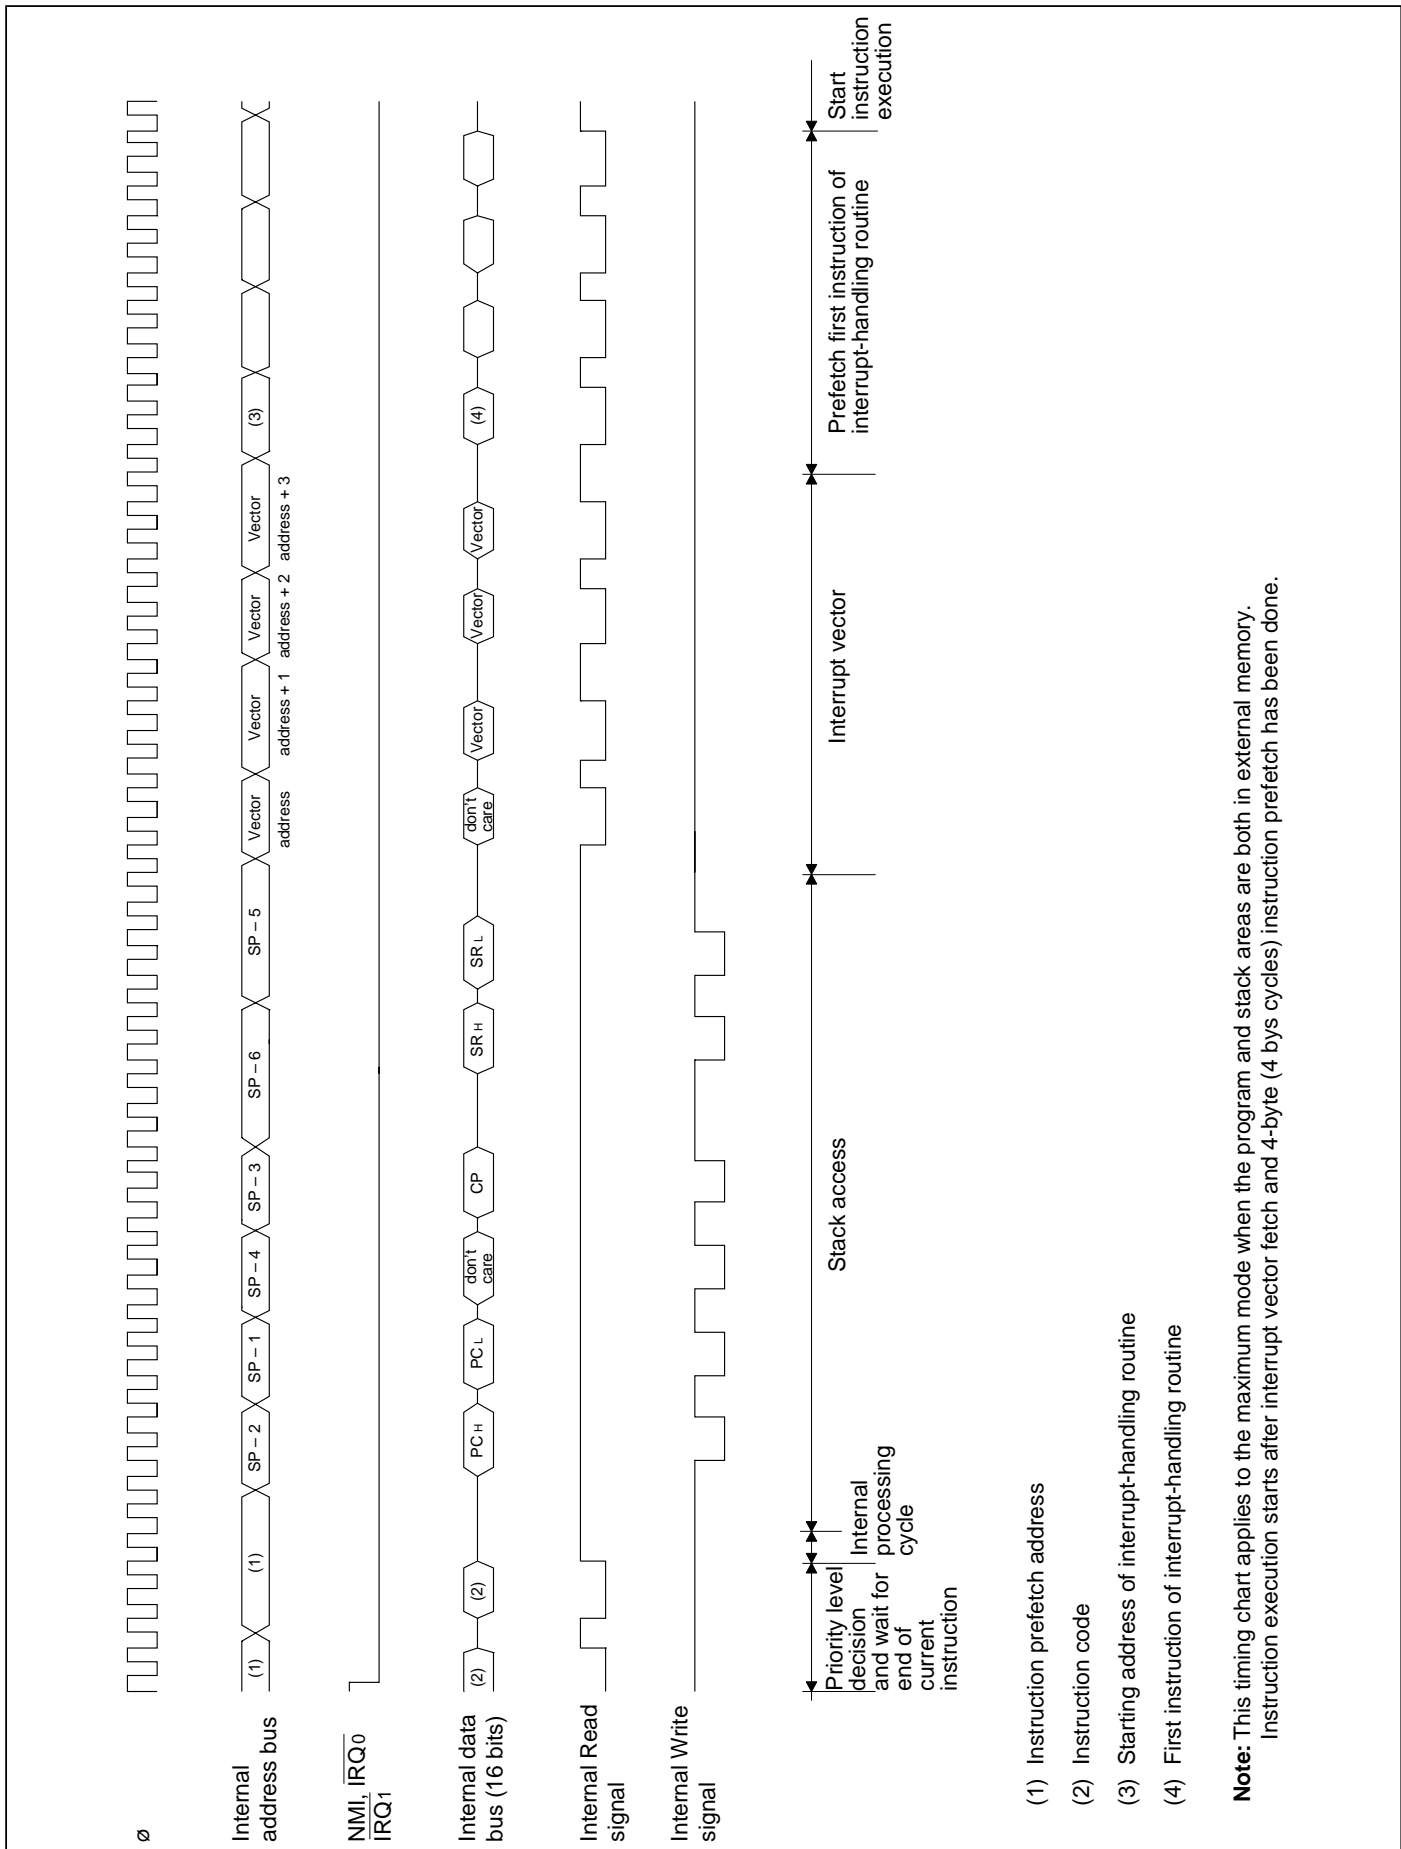 ø
Internal
address bus
(1)
(1)
SP – 2
SP – 1
SP – 4
SP – 3
SP – 6
SP – 5
Vector
address
Vector
address + 1
Vector
address + 2
Vector
address + 3
(3)
NMI, IRQ0
IRQ1
Internal data
bus (16 bits)
(2)
(2)
PC H
PC L
don't
care
CP
SR H
SR L
don't
care
Vector
Vector
Vector
(4)
Internal Read
signal
Internal Write
signal
Priority level
decision
and wait for
end of
current
instruction
Internal
processing
cycle
Stack access
Interrupt vector
Prefetch first instruction of
interrupt-handling routine
Start
instruction
execution
(1) Instruction prefetch address
(2) Instruction code
(3) Starting address of interrupt-handling routine
(4) First instruction of interrupt-handling routine
Note: This timing chart applies to the maximum mode when the program and stack areas are both in external memory.
Instruction execution starts after interrupt vector fetch and 4-byte (4 bys cycles) instruction prefetch has been done.